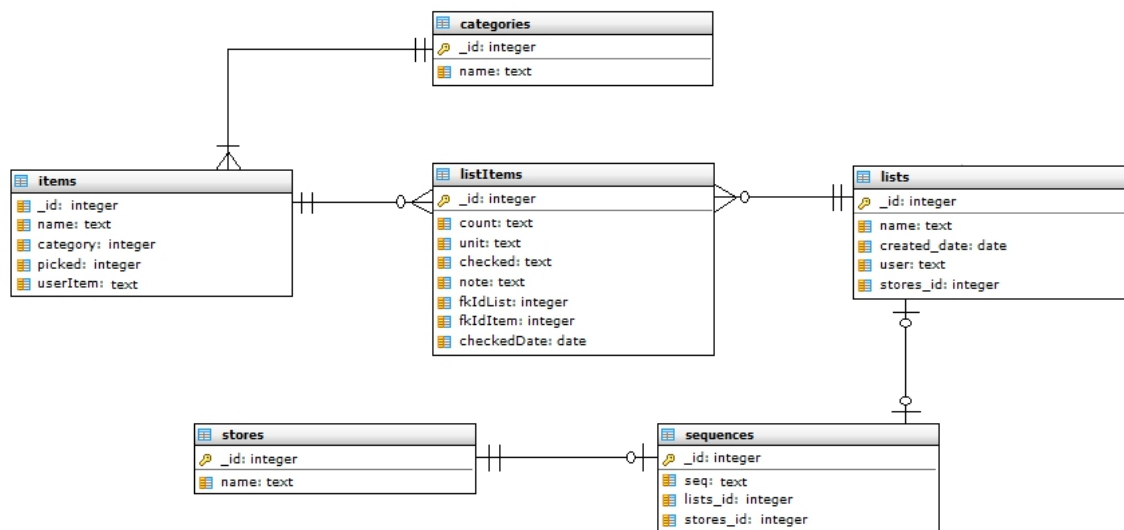 categories
_id: integer
name: text
items
_id: integer
name: text
category: integer
picked: integer
userItem: text
listItems
_id: integer
count: text
unit: text
checked: text
note: text
fkIdList: integer
fkIdItem: integer
checkedDate: date
lists
_id: integer
name: text
created_date: date
user: text
stores_id: integer
stores
_id: integer
name: text
sequences
_id: integer
seq: text
lists_id: integer
stores_id: integer